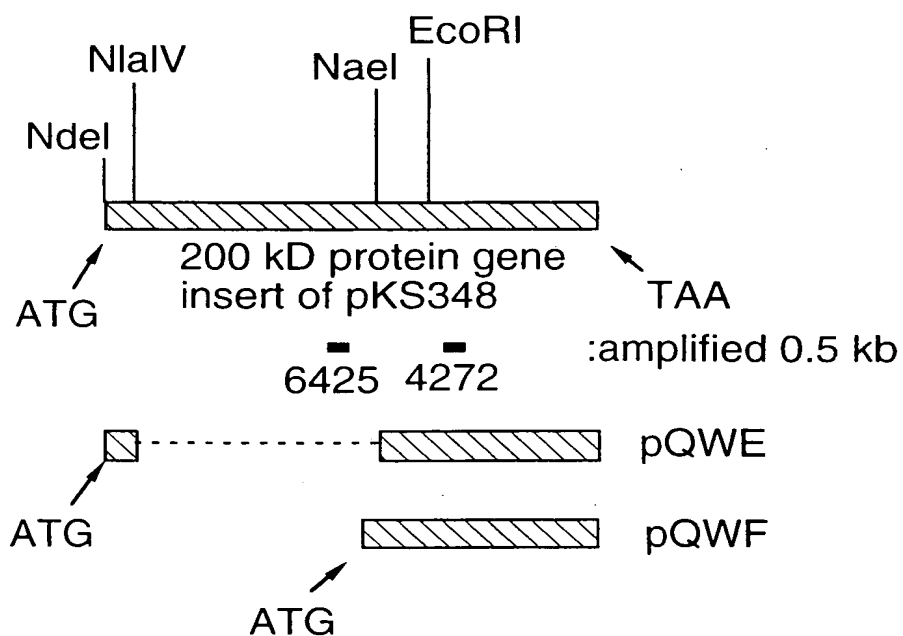 EcoRI
NlaIV
NaeI
NdeI
200 kD protein gene
insert of pKS348
ATG
TAA
:amplified 0.5 kb
6425
4272
pQWE
ATG
pQWF
ATG